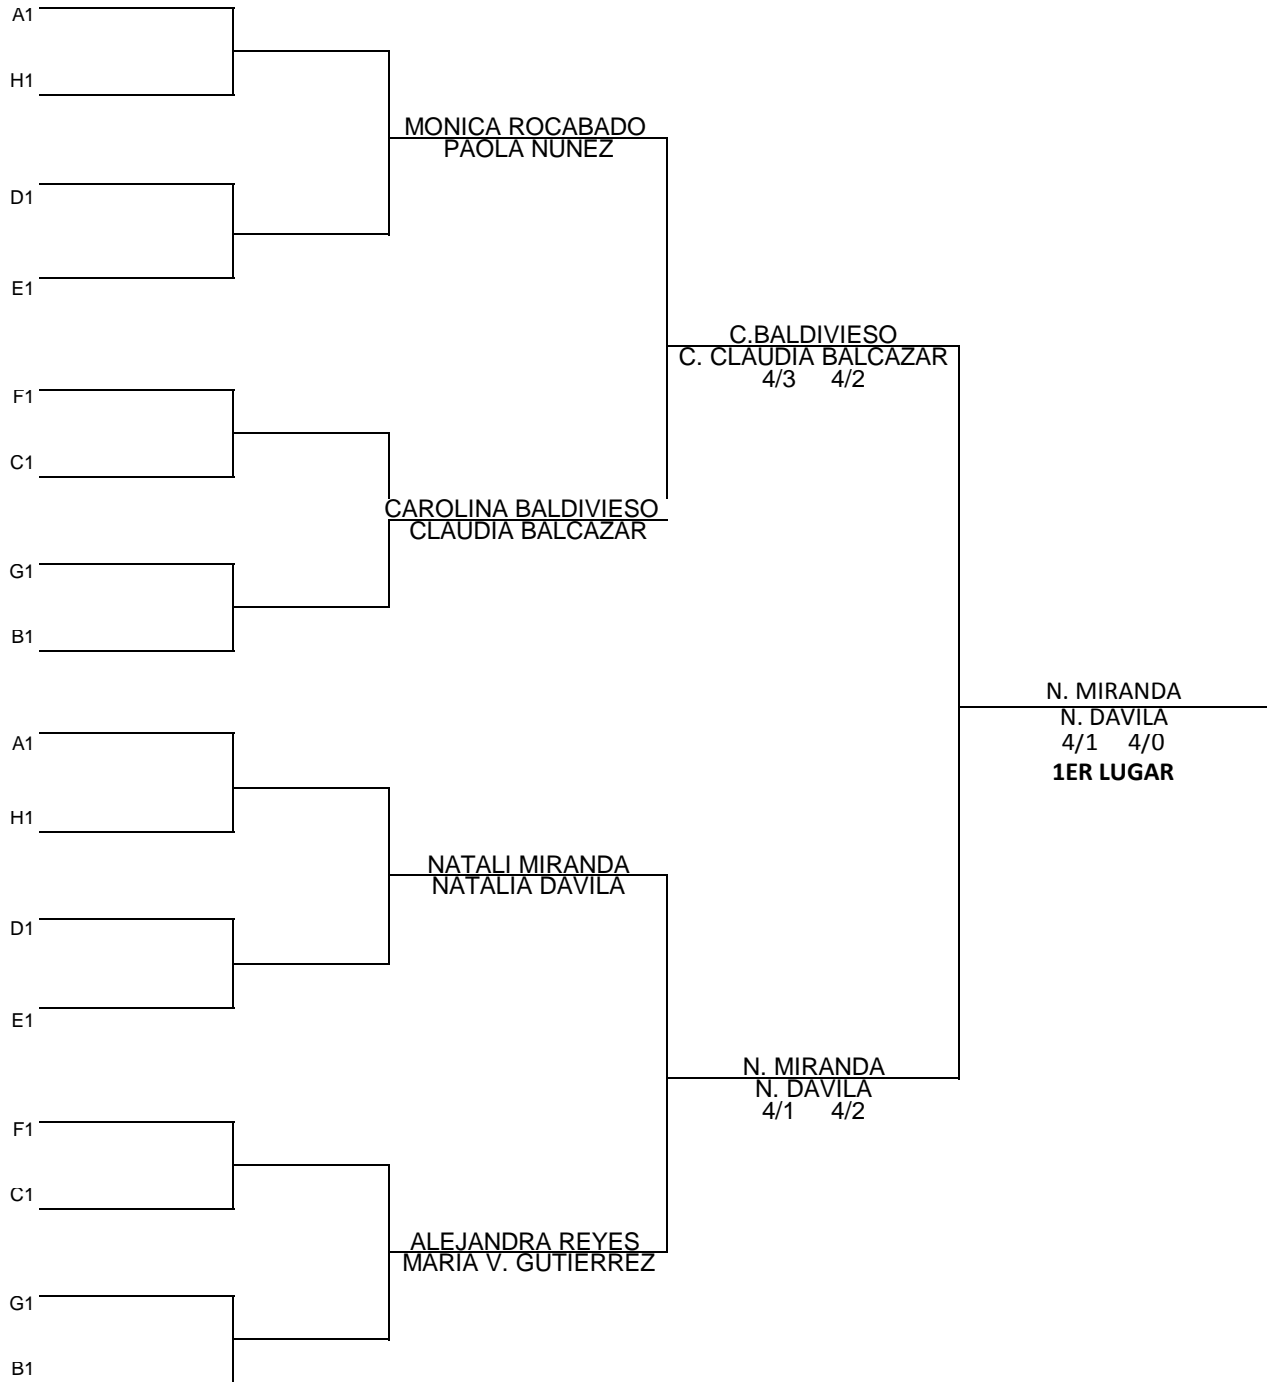 A1
H1
MONICA ROCABADO
PAOLA NUNEZ
D1
E1
C.BALDIVIESO
C. CLAUDIA BALCAZAR
4/3 4/2
F1
C1
CAROLINA BALDIVIESO
CLAUDIA BALCAZAR
G1
B1
N. MIRANDA
N. DAVILA
4/1 4/0
1ER LUGAR
A1
H1
NATALI MIRANDA
NATALIA DAVILA
D1
E1
N. MIRANDA
N. DAVILA
4/1 4/2
F1
C1
ALEJANDRA REYES
MARIA V. GUTIERREZ
G1
B1